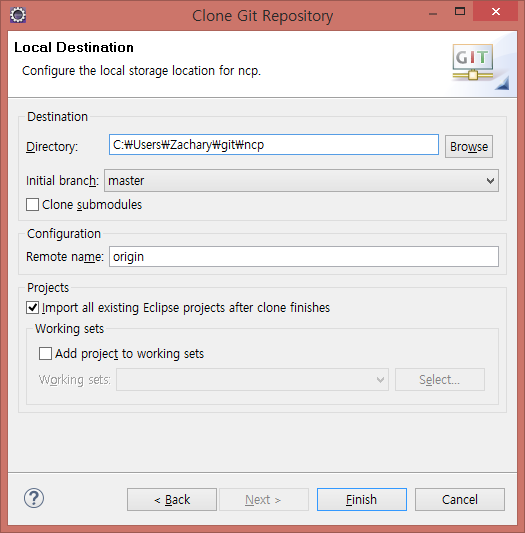 Clone Git Repository
Local Destination
Configure the local storage location for ncp.
GIT
Destination
Directory: C:₩Users₩Zachary₩git₩ncp Browse
Initial branch: master
Clone submodules
Configuration
Remote name: origin
Projects
Import all existing Eclipse projects after clone finishes
Working sets
Add project to working sets
Working sets: Select...
? < Back Next > Finish Cancel